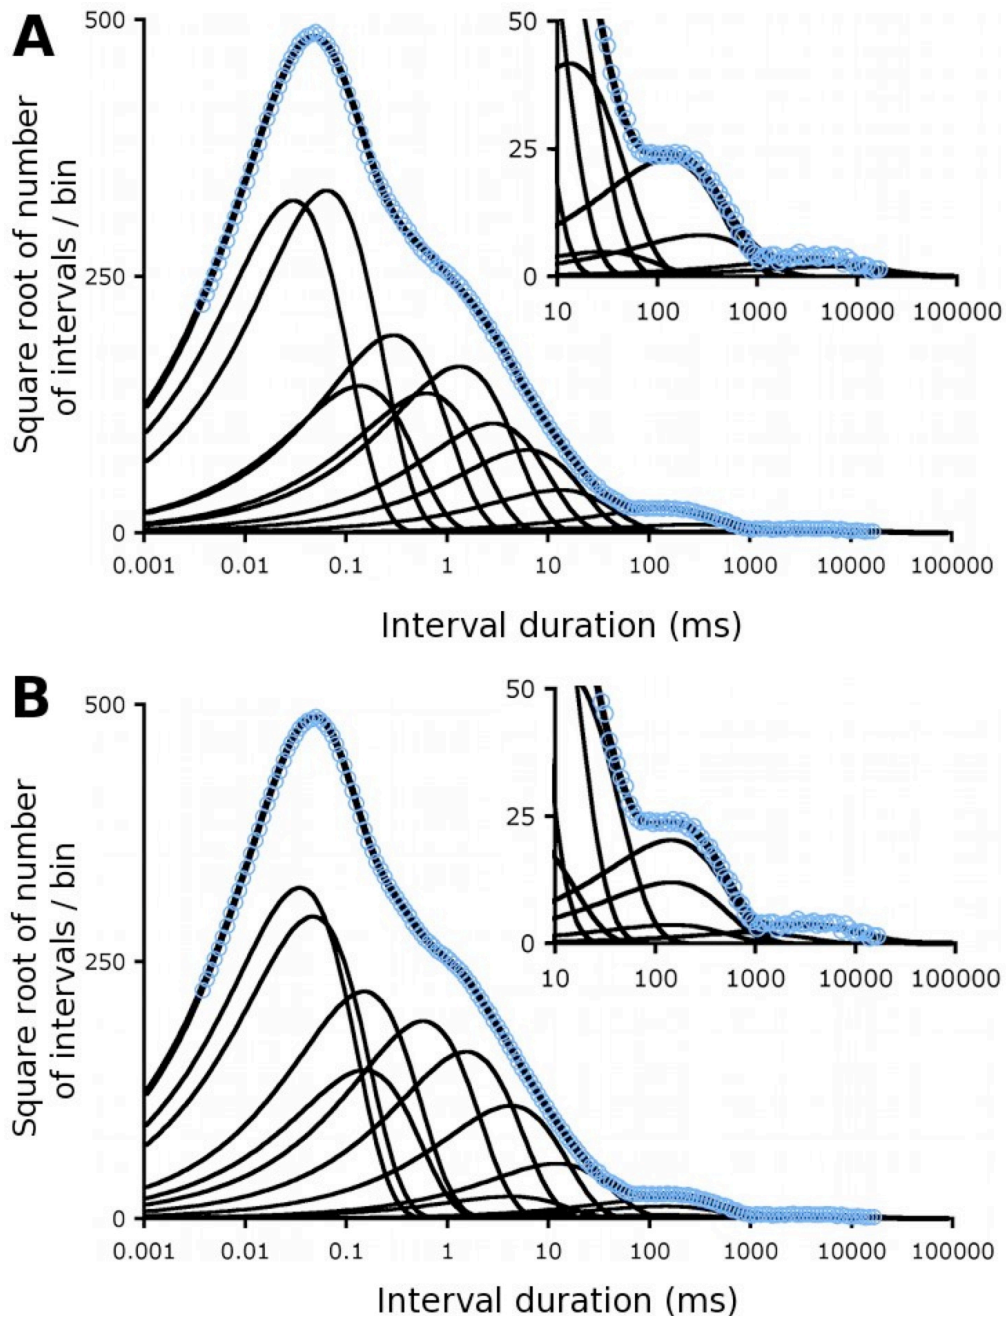 A
500
250
0
Square root of number
of intervals / bin
0.001 0.01 0.1 1 10 100 1000 10000 100000
Interval duration (ms)
50
25
0
10 100 1000 10000 100000
B
500
250
0
Square root of number
of intervals / bin
0.001 0.01 0.1 1 10 100 1000 10000 100000
Interval duration (ms)
50
25
0
10 100 1000 10000 100000